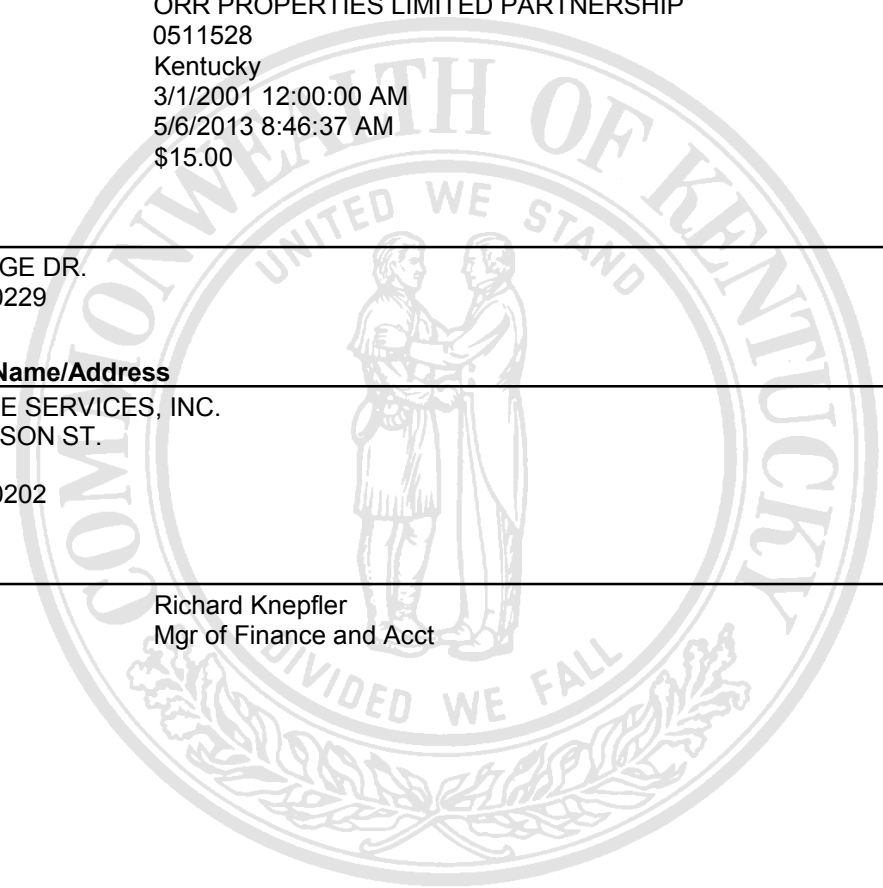 ORR PROPERTIES LIMITED PARTNERSHIP
0511528
Kentucky
3/1/2001 12:00:00 AM
5/6/2013 8:46:37 AM
$15.00
COMMONWEALTH OF KENTUCKY
UNITED WE STAND
GE DR.
0229
Name/Address
E SERVICES, INC.
SON ST.
0202
Richard Knepfler
Mgr of Finance and Acct
DIVIDED WE FALL